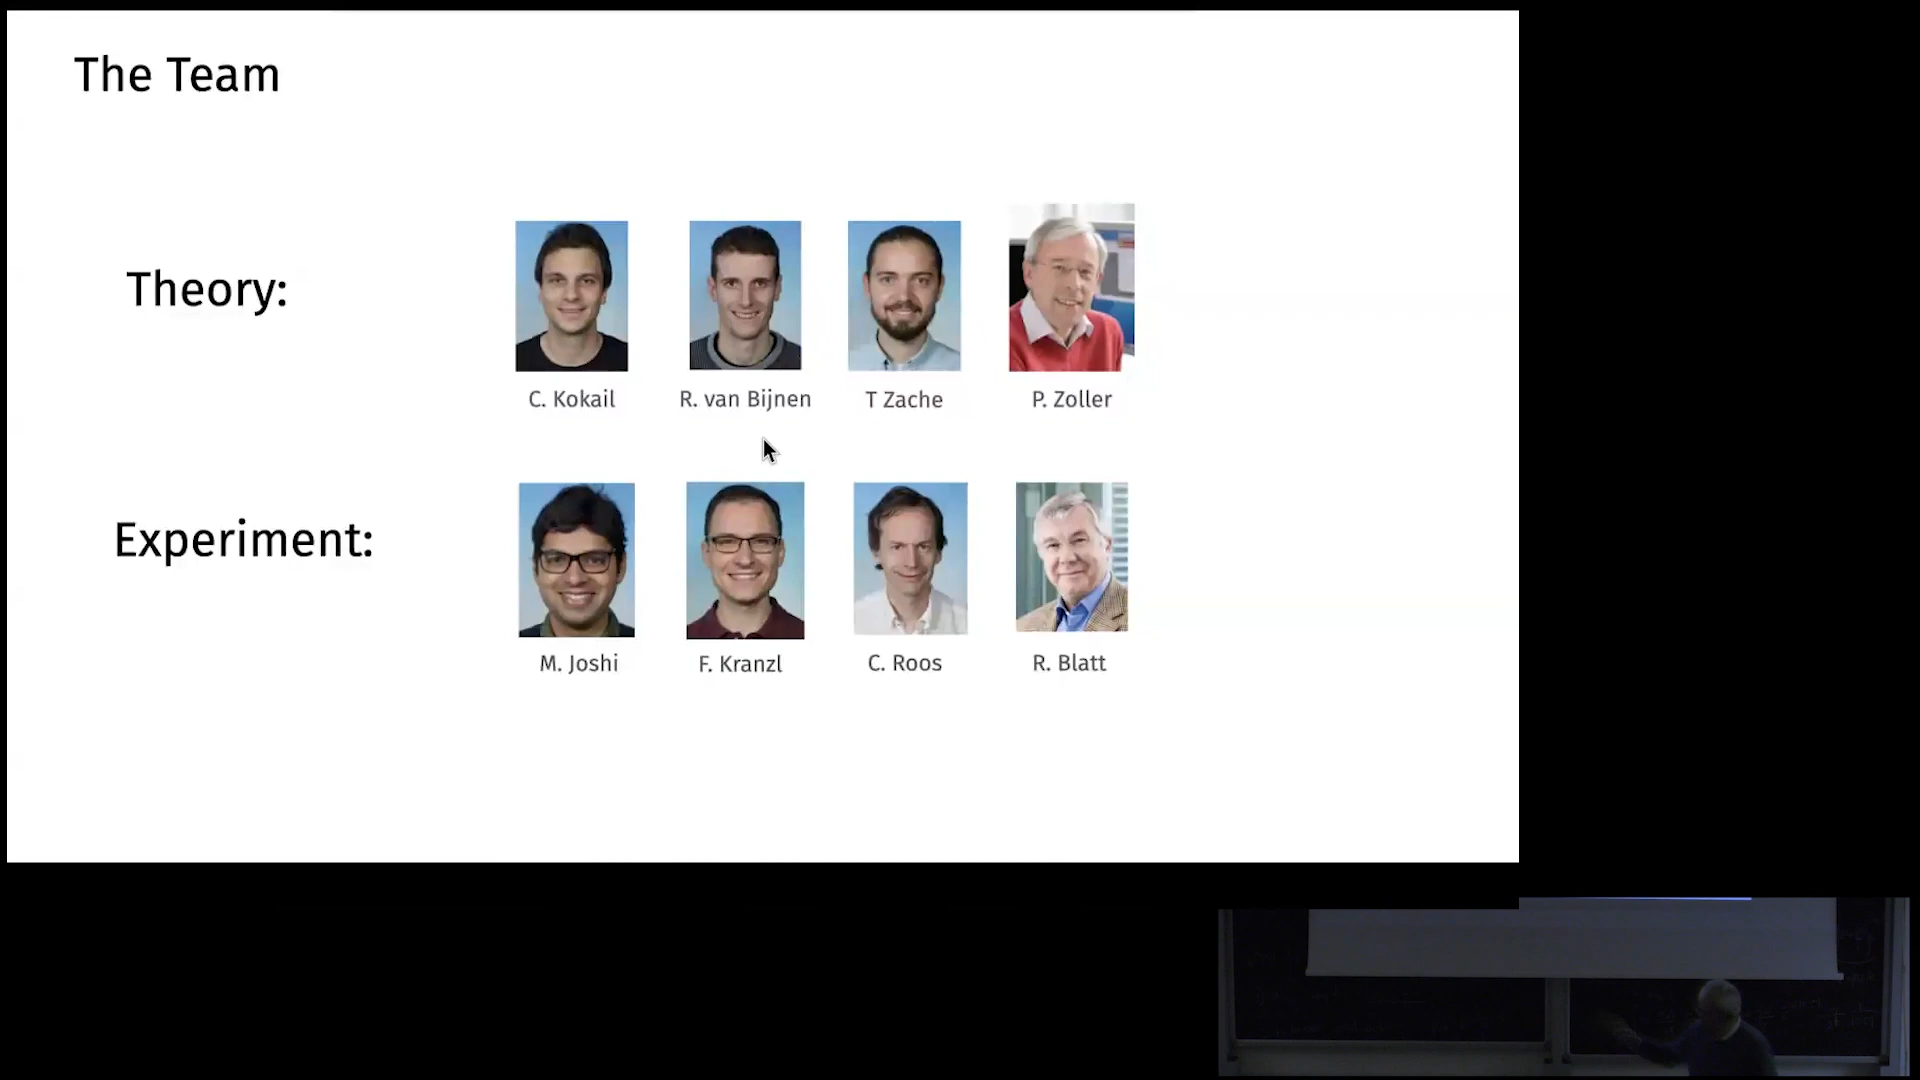 The Team
Theory:
C. Kokail
R. van Bijnen
T Zache
P. Zoller
Experiment:
M. Joshi
F. Kranzl
C. Roos
R. Blatt